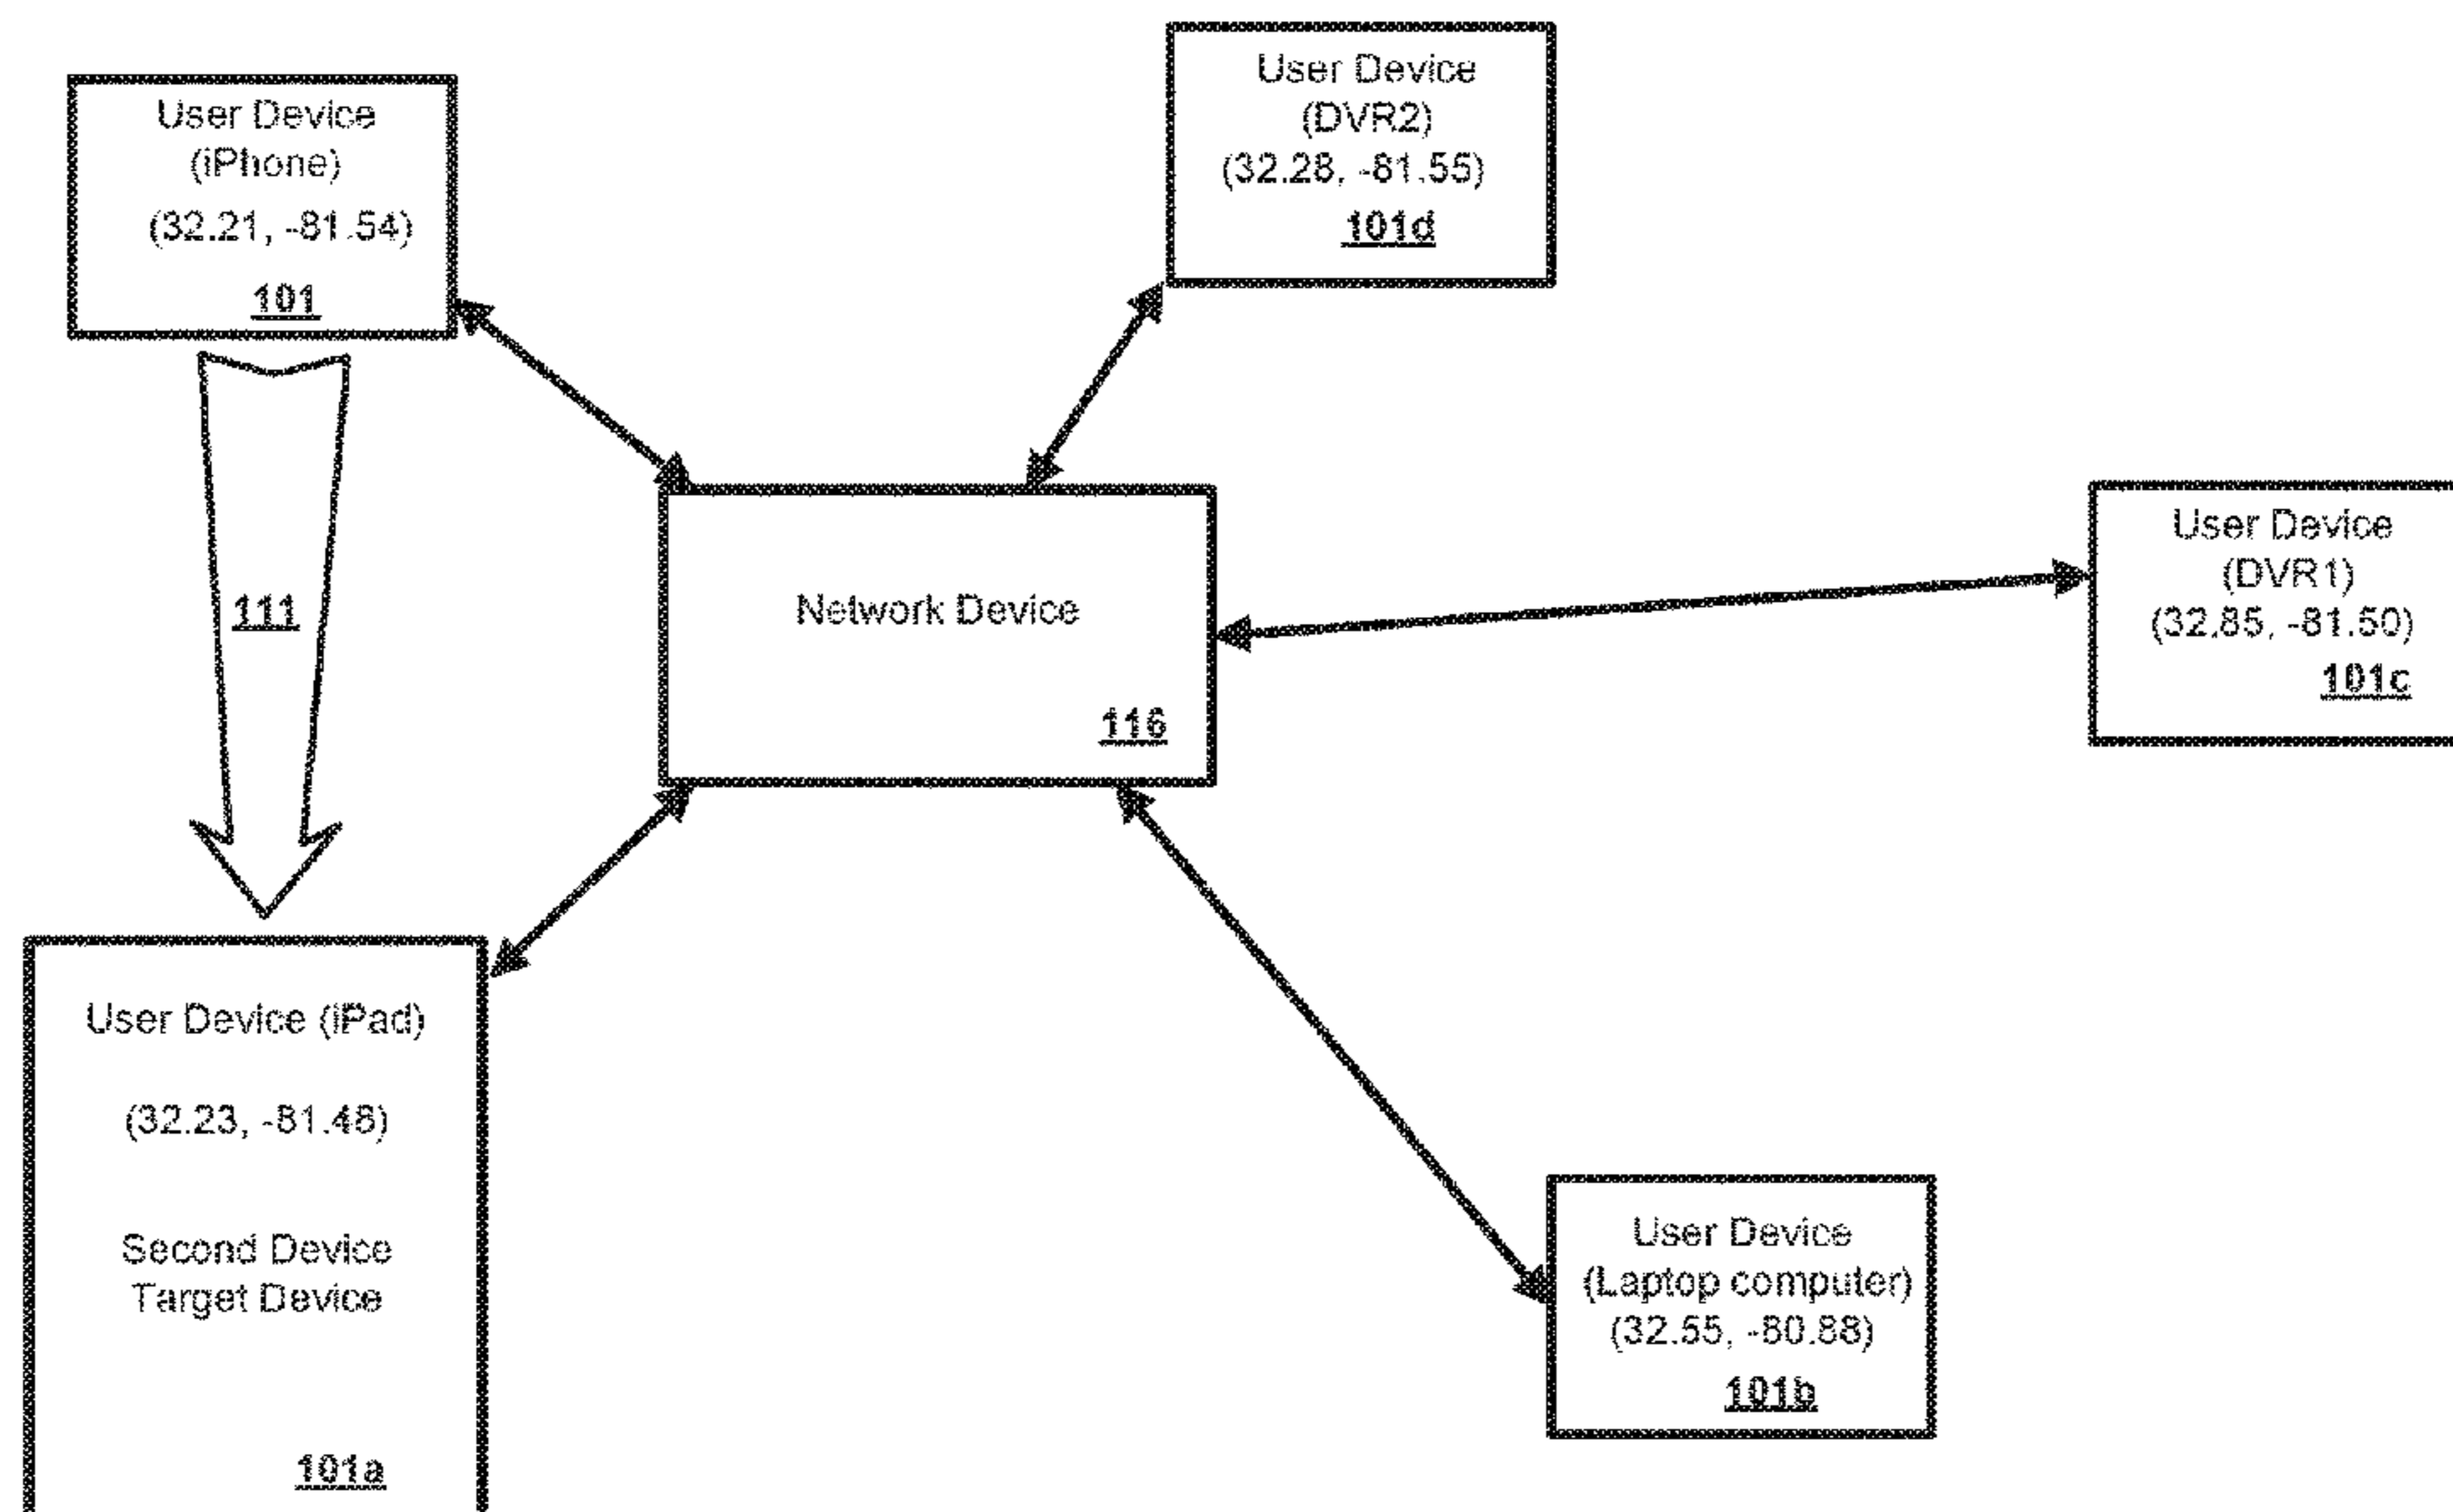 User Device
(iPhone)
(32.21, -81.54)
101
User Device
(DVR2)
(32.28, -81.55)
101d
111
Network Device
116
User Device
(DVR1)
(32.85, -81.50)
101c
User Device (iPad)
(32.23, -81.48)
Second Device
Target Device
101a
User Device
(Laptop computer)
(32.55, -80.88)
101b